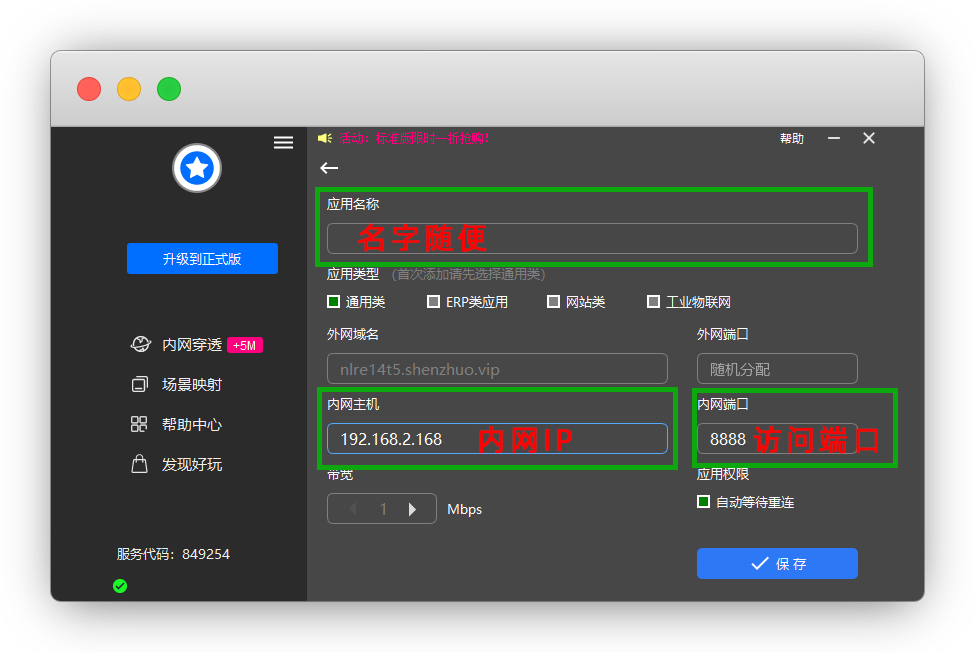 活动：标准版限时一折抢购！
帮助
升级到正式版
内网穿透 +5M
场景映射
帮助中心
发现好玩
服务代码：849254
应用名称
名字随便
应用类型 （首次添加请先选择通用类）
通用类 ERP类应用 网站类 工业物联网
外网域名 外网端口
nlre14t5.shenzhuo.vip 随机分配
内网主机 内网端口
192.168.2.168 内网IP 8888 访问端口
带宽 应用权限
1 Mbps 自动等待重连
保存